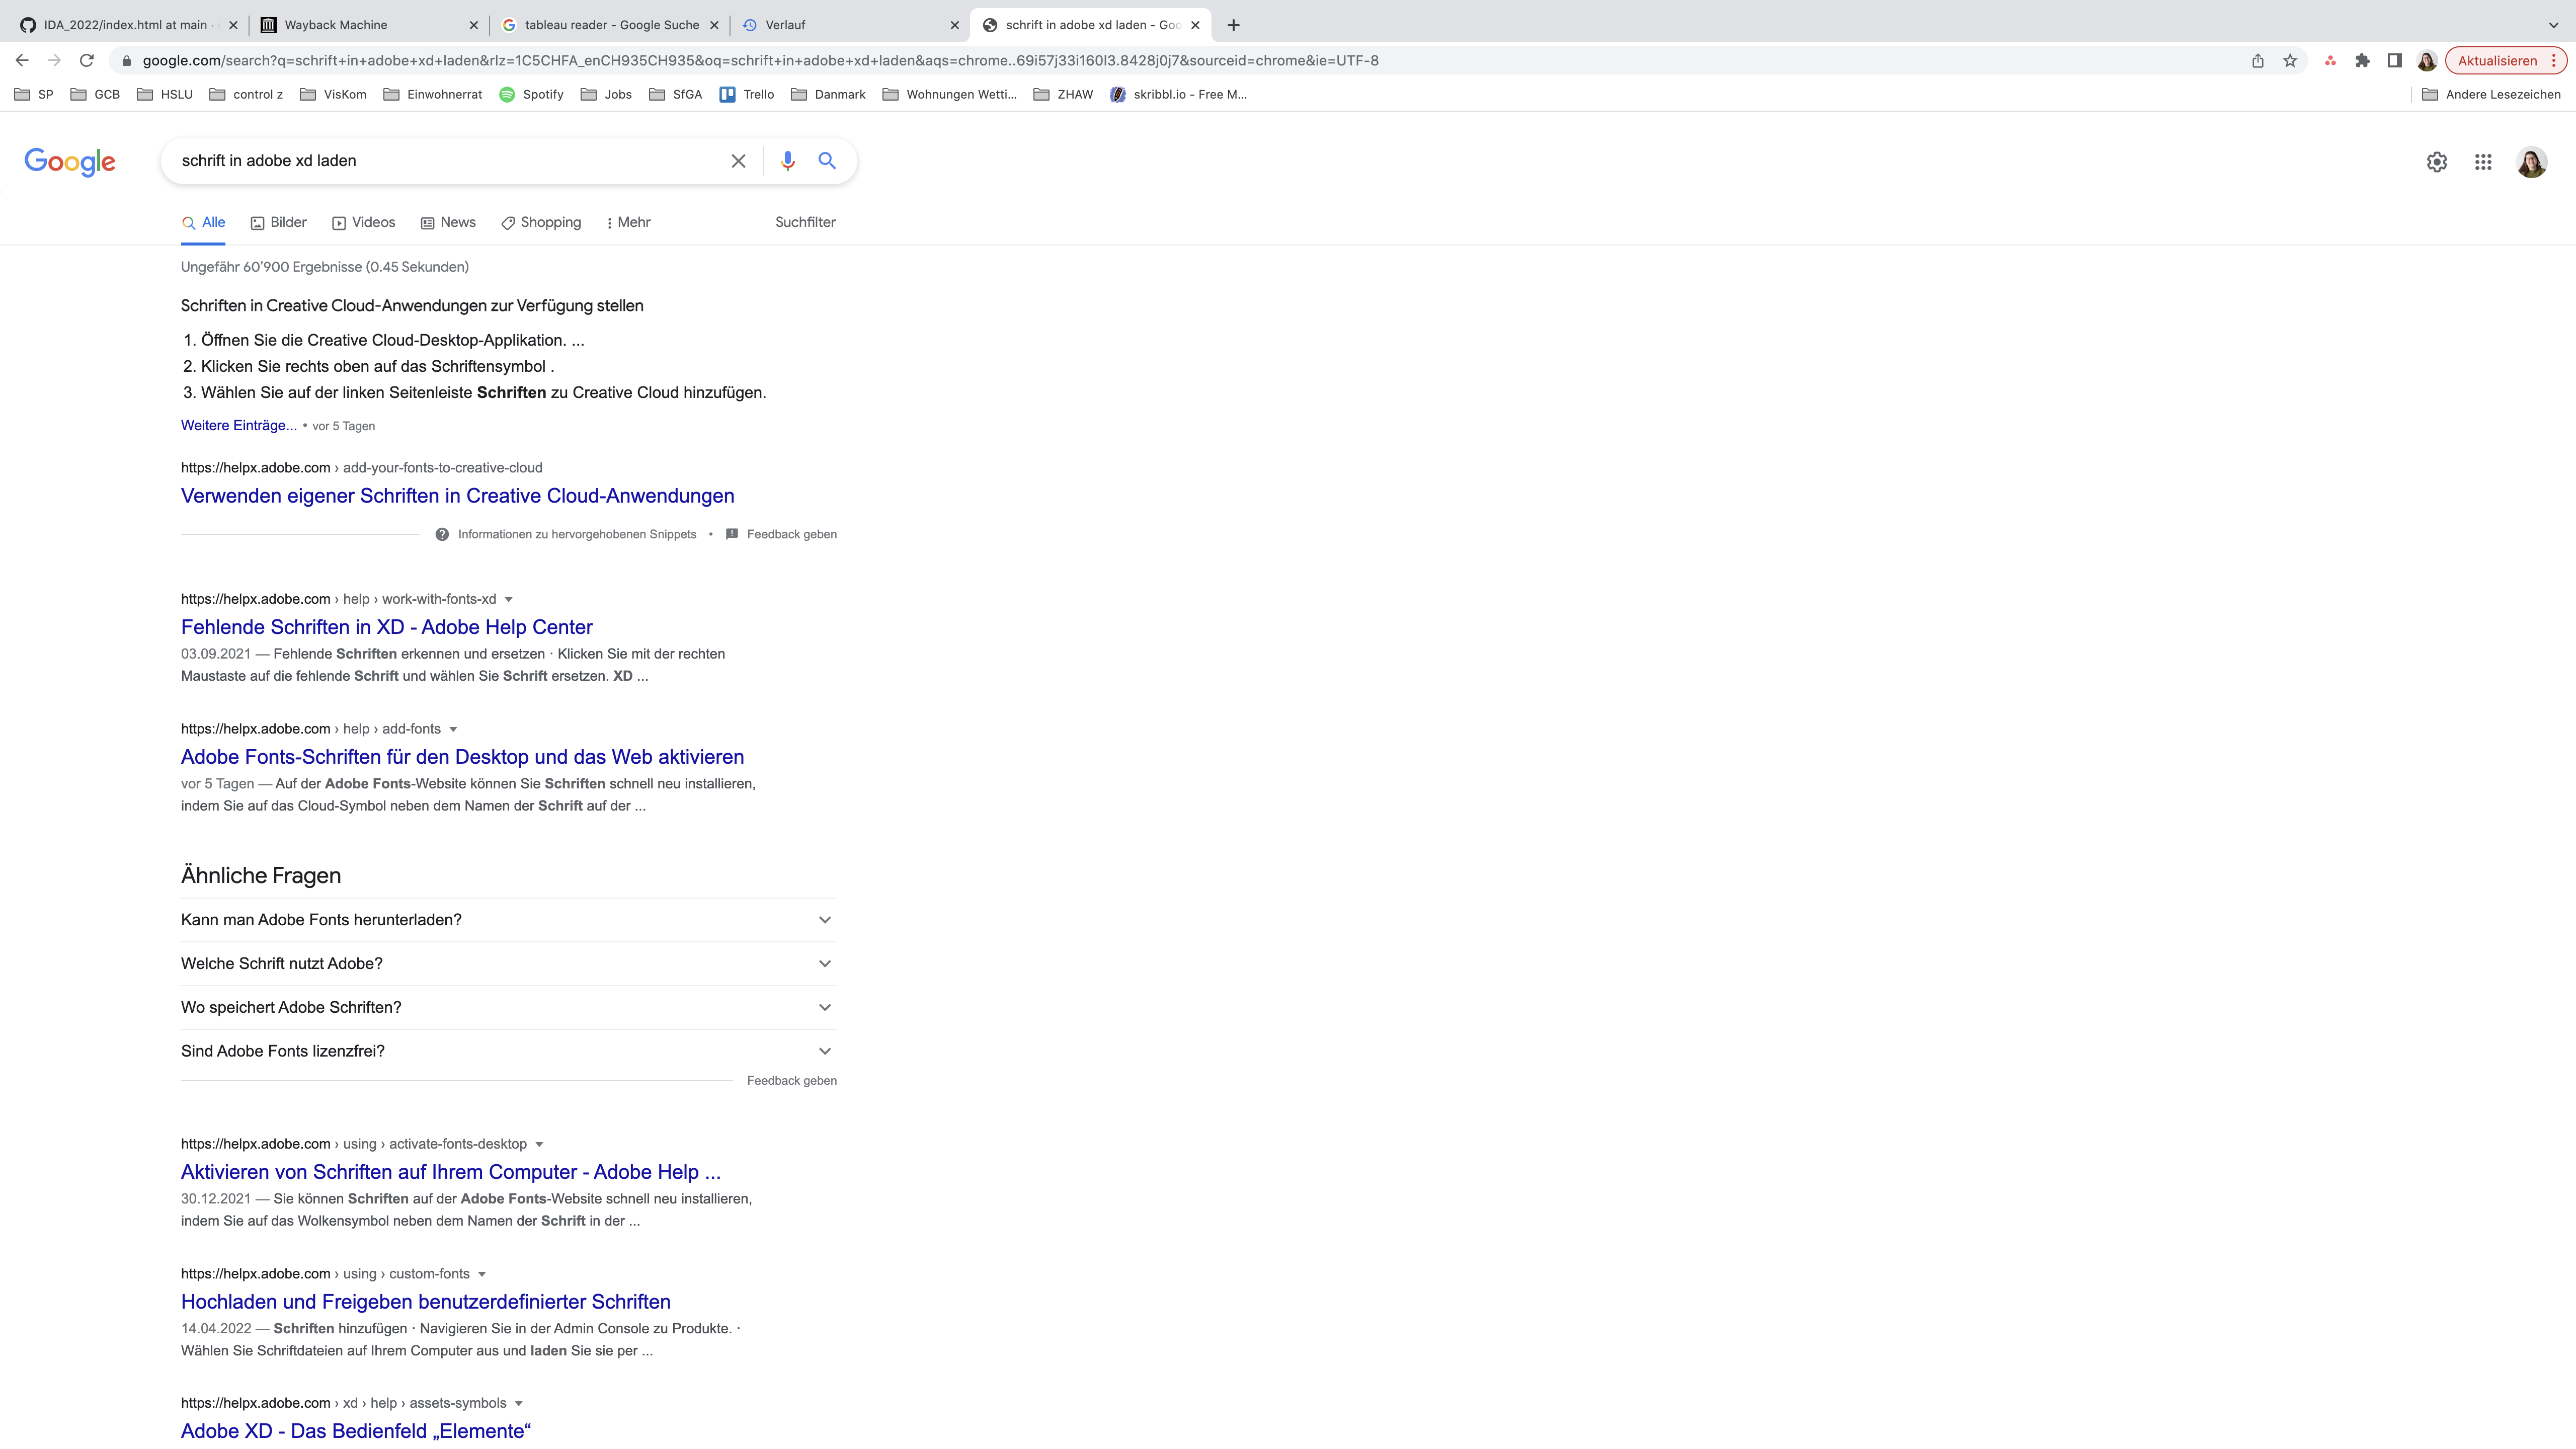 IDA_2022/index.html at main ·
Wayback Machine
tableau reader - Google Suche
Verlauf
schrift in adobe xd laden - Goo
google.com/search?q=schrift+in+adobe+xd+laden&rlz=1C5CHFA_enCH935CH935&oq=schrift+in+adobe+xd+laden&aqs=chrome..69i57j33i160l3.8428j0j7&sourceid=chrome&ie=UTF-8
Aktualisieren
SP GCB HSLU control z VisKom Einwohnerrat Spotify Jobs SfGA Trello Danmark Wohnungen Wetti... ZHAW skribbl.io - Free M... Andere Lesezeichen
Google
schrift in adobe xd laden
Alle Bilder Videos News Shopping Mehr Suchfilter
Ungefähr 60'900 Ergebnisse (0.45 Sekunden)
Schriften in Creative Cloud-Anwendungen zur Verfügung stellen
1. Öffnen Sie die Creative Cloud-Desktop-Applikation. ...
2. Klicken Sie rechts oben auf das Schriftensymbol .
3. Wählen Sie auf der linken Seitenleiste Schriften zu Creative Cloud hinzufügen.
Weitere Einträge... • vor 5 Tagen
https://helpx.adobe.com › add-your-fonts-to-creative-cloud
Verwenden eigener Schriften in Creative Cloud-Anwendungen
Informationen zu hervorgehobenen Snippets • Feedback geben
https://helpx.adobe.com › help › work-with-fonts-xd
Fehlende Schriften in XD - Adobe Help Center
03.09.2021 — Fehlende Schriften erkennen und ersetzen · Klicken Sie mit der rechten
Maustaste auf die fehlende Schrift und wählen Sie Schrift ersetzen. XD ...
https://helpx.adobe.com › help › add-fonts
Adobe Fonts-Schriften für den Desktop und das Web aktivieren
vor 5 Tagen — Auf der Adobe Fonts-Website können Sie Schriften schnell neu installieren,
indem Sie auf das Cloud-Symbol neben dem Namen der Schrift auf der ...
Ähnliche Fragen
Kann man Adobe Fonts herunterladen?
Welche Schrift nutzt Adobe?
Wo speichert Adobe Schriften?
Sind Adobe Fonts lizenzfrei?
Feedback geben
https://helpx.adobe.com › using › activate-fonts-desktop
Aktivieren von Schriften auf Ihrem Computer - Adobe Help ...
30.12.2021 — Sie können Schriften auf der Adobe Fonts-Website schnell neu installieren,
indem Sie auf das Wolkensymbol neben dem Namen der Schrift in der ...
https://helpx.adobe.com › using › custom-fonts
Hochladen und Freigeben benutzerdefinierter Schriften
14.04.2022 — Schriften hinzufügen · Navigieren Sie in der Admin Console zu Produkte. ·
Wählen Sie Schriftdateien auf Ihrem Computer aus und laden Sie sie per ...
https://helpx.adobe.com › xd › help › assets-symbols
Adobe XD - Das Bedienfeld „Elemente“